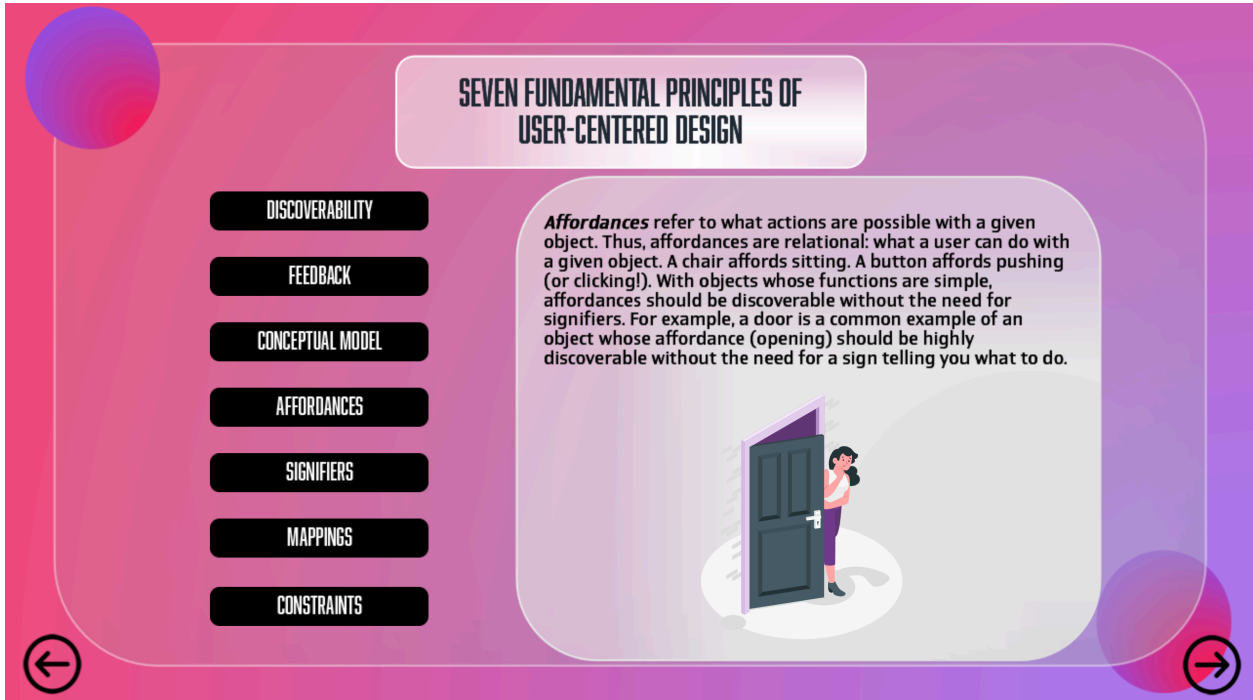 SEVEN FUNDAMENTAL PRINCIPLES OF
USER-CENTERED DESIGN
DISCOVERABILITY
FEEDBACK
CONCEPTUAL MODEL
AFFORDANCES
SIGNIFIERS
MAPPINGS
CONSTRAINTS
Affordances refer to what actions are possible with a given
object. Thus, affordances are relational: what a user can do with
a given object. A chair affords sitting. A button affords pushing
(or clicking!). With objects whose functions are simple,
affordances should be discoverable without the need for
signifiers. For example, a door is a common example of an
object whose affordance (opening) should be highly
discoverable without the need for a sign telling you what to do.